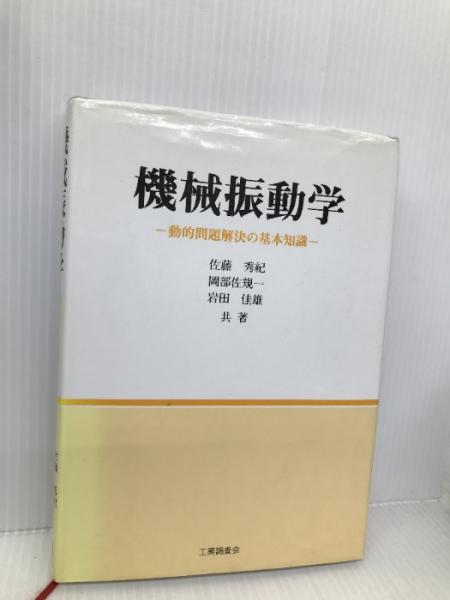 機械振動学
―動的問題解決の基本知識―
佐藤 秀紀
岡部佐規一
岩田 佳雄
共著
工業調査会